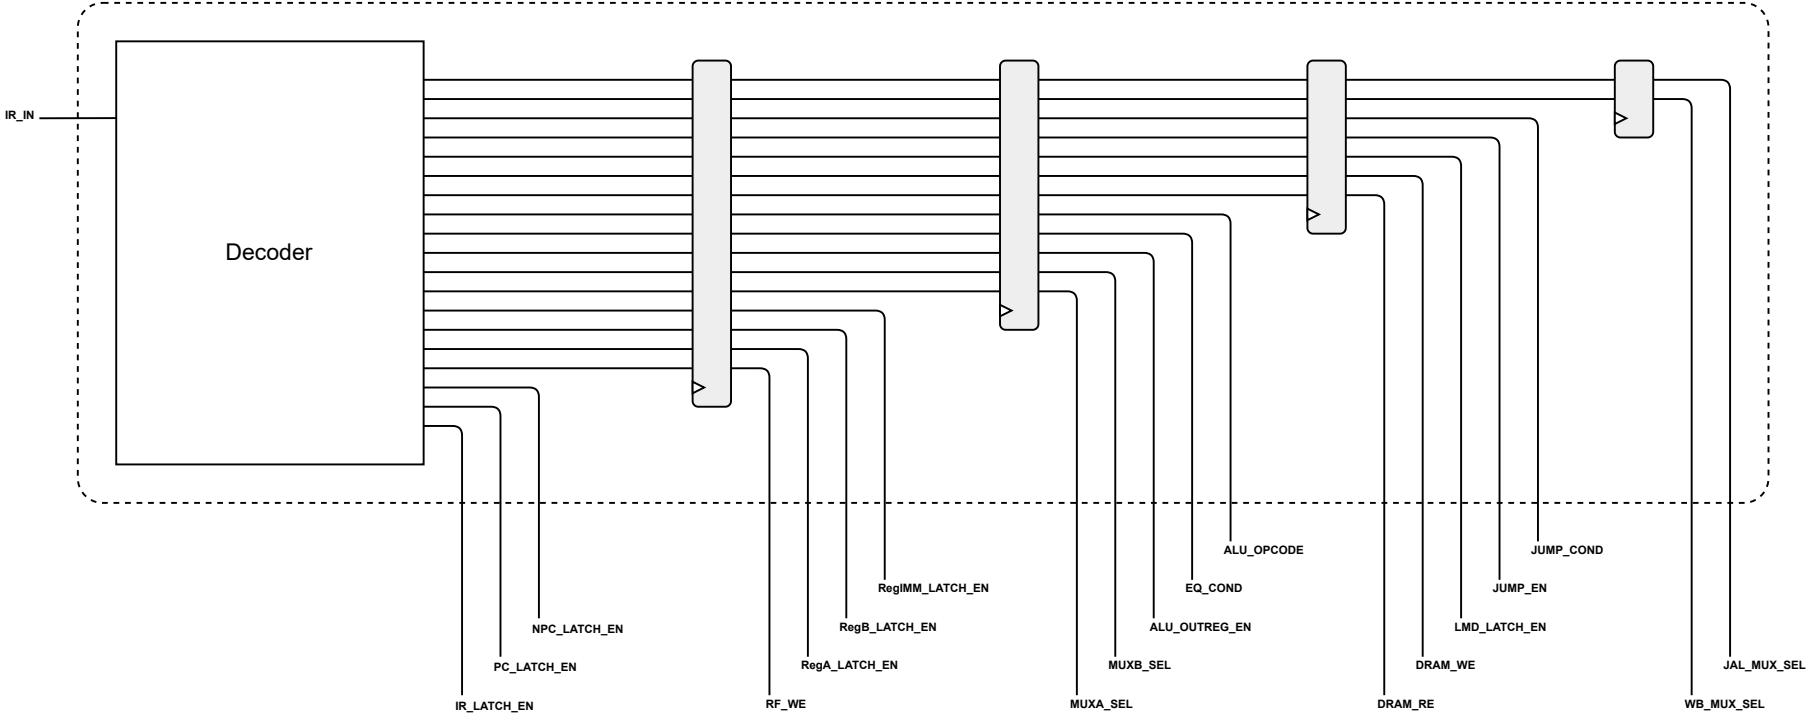 IR_IN
Decoder
ALU_OPCODE
JUMP_COND
RegIMM_LATCH_EN
EQ_COND
JUMP_EN
NPC_LATCH_EN
RegB_LATCH_EN
ALU_OUTREG_EN
LMD_LATCH_EN
PC_LATCH_EN
RegA_LATCH_EN
MUXB_SEL
DRAM_WE
JAL_MUX_SEL
IR_LATCH_EN
RF_WE
MUXA_SEL
DRAM_RE
WB_MUX_SEL